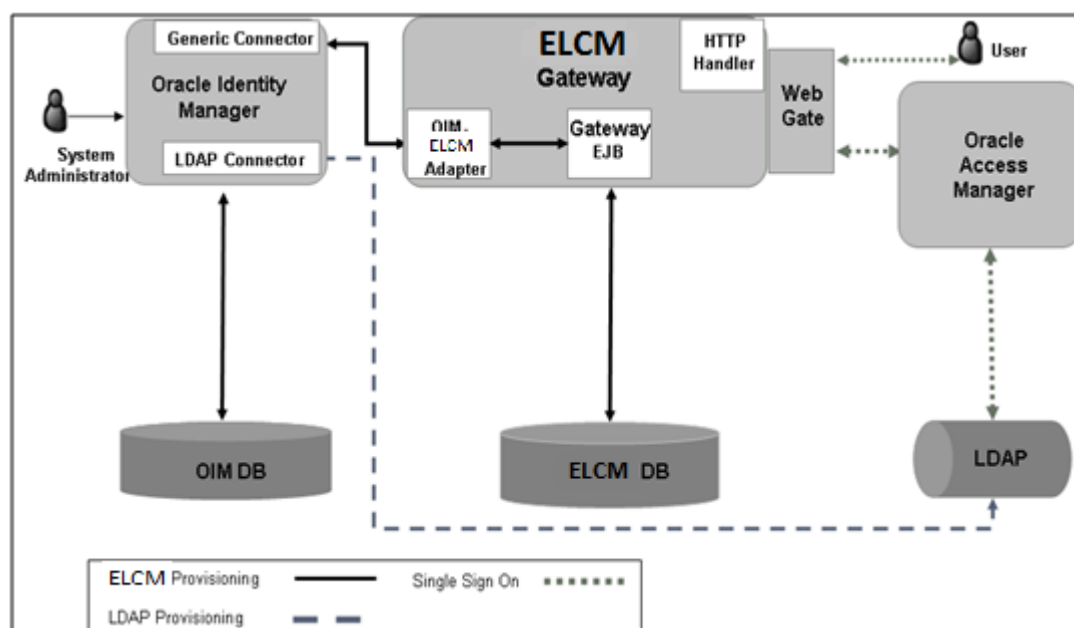 Generic Connector
Oracle Identity
Manager
LDAP Connector
System
Administrator
ELCM
Gateway
HTTP
Handler
OIM-
ELCM
Adapter
Gateway
EJB
Web
Gate
User
Oracle
Access
Manager
OIM DB
ELCM DB
LDAP
ELCM Provisioning
Single Sign On
LDAP Provisioning